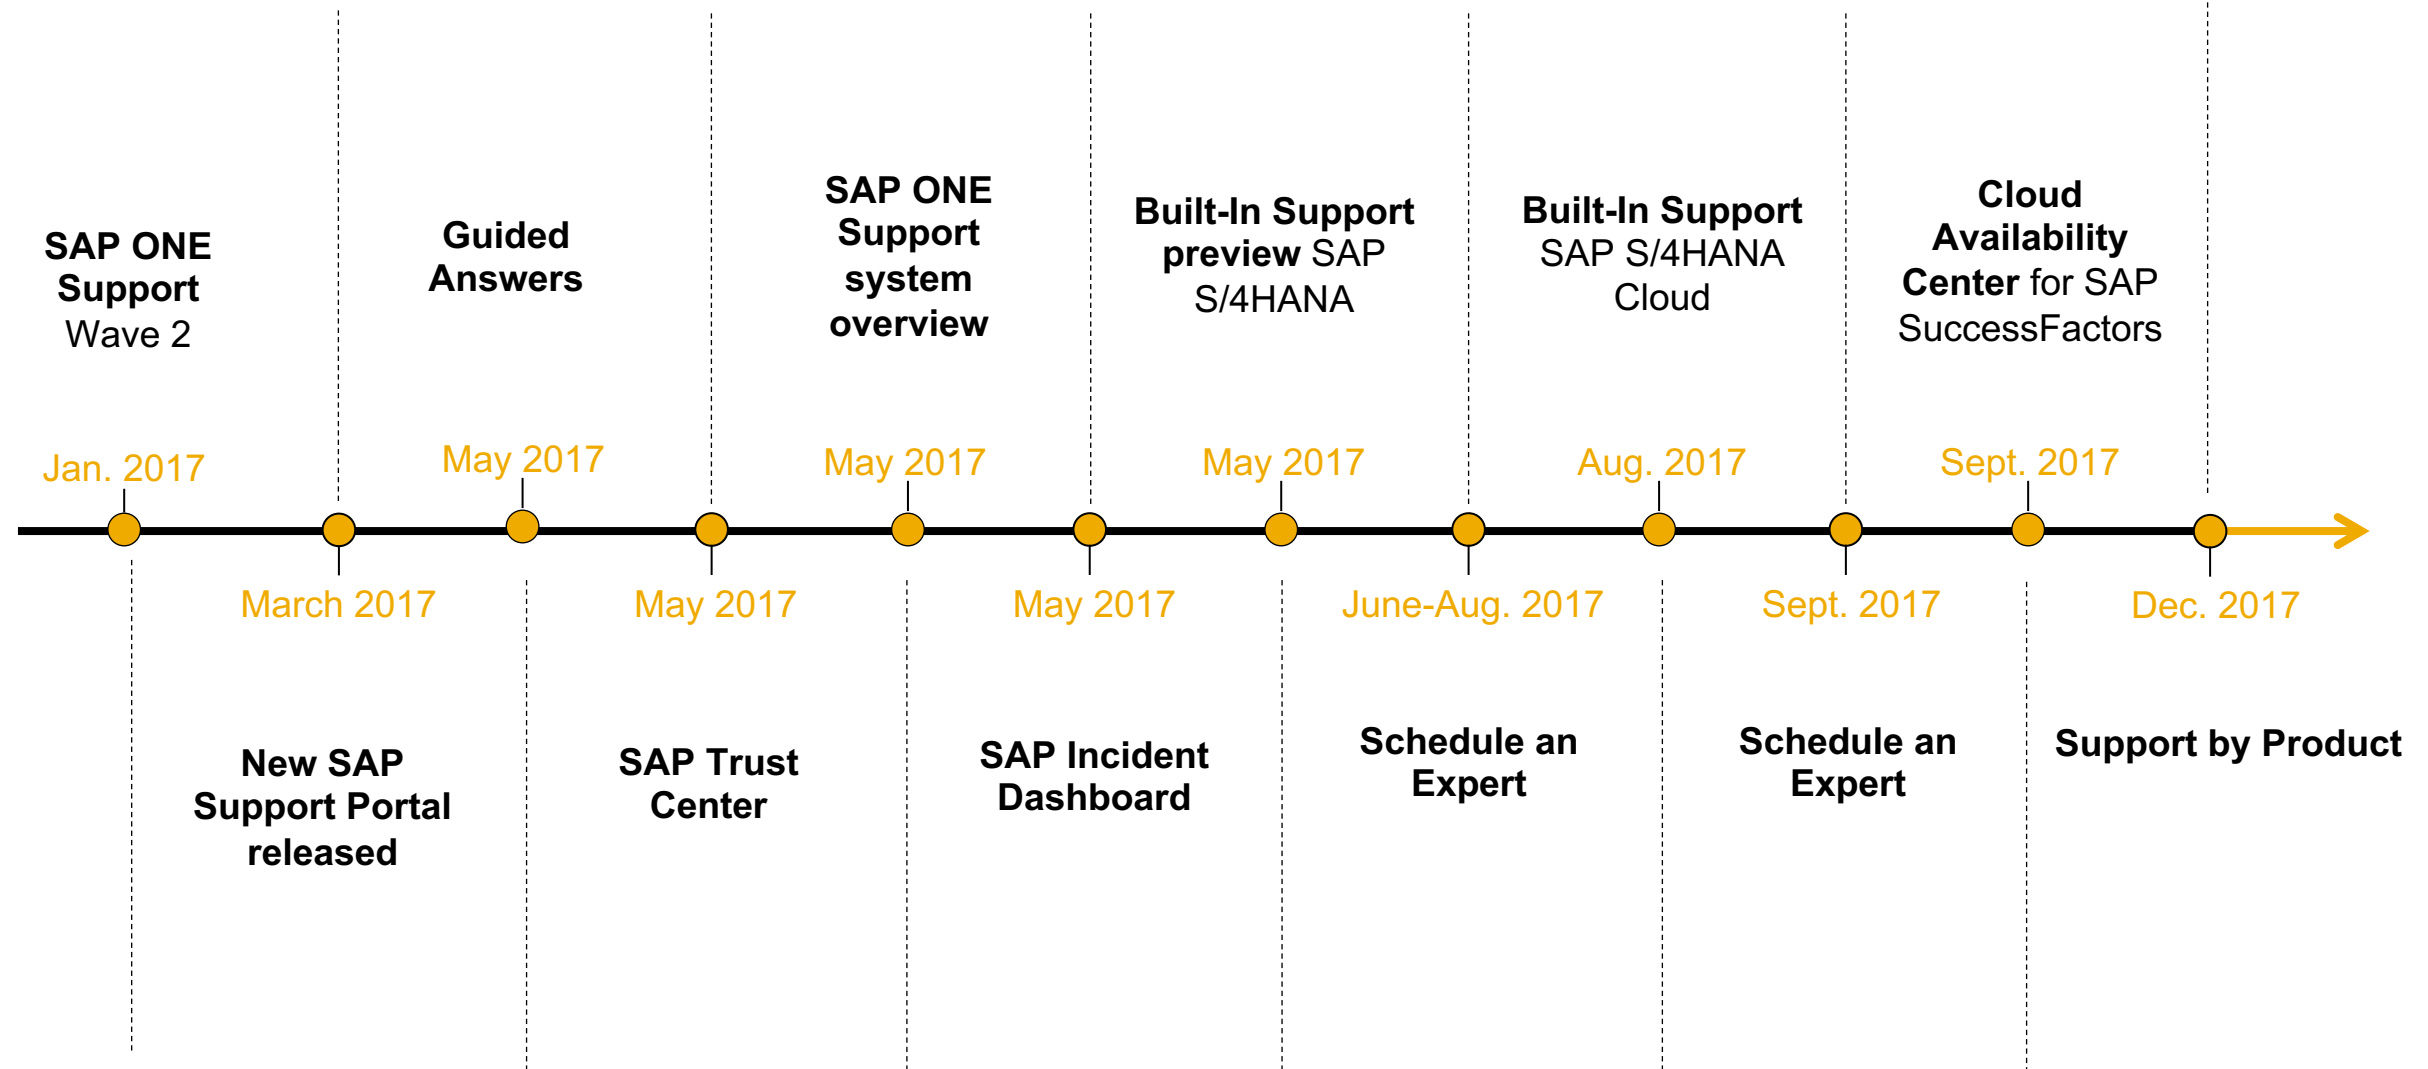 SAP ONE
Support
Wave 2
Guided
Answers
SAP ONE
Support
system
overview
Built-In Support
preview SAP
S/4HANA
Built-In Support
SAP S/4HANA
Cloud
Cloud
Availability
Center for SAP
SuccessFactors
Jan. 2017
May 2017
May 2017
May 2017
Aug. 2017
Sept. 2017
March 2017
May 2017
May 2017
June-Aug. 2017
Sept. 2017
Dec. 2017
New SAP
Support Portal
released
SAP Trust
Center
SAP Incident
Dashboard
Schedule an
Expert
Schedule an
Expert
Support by Product